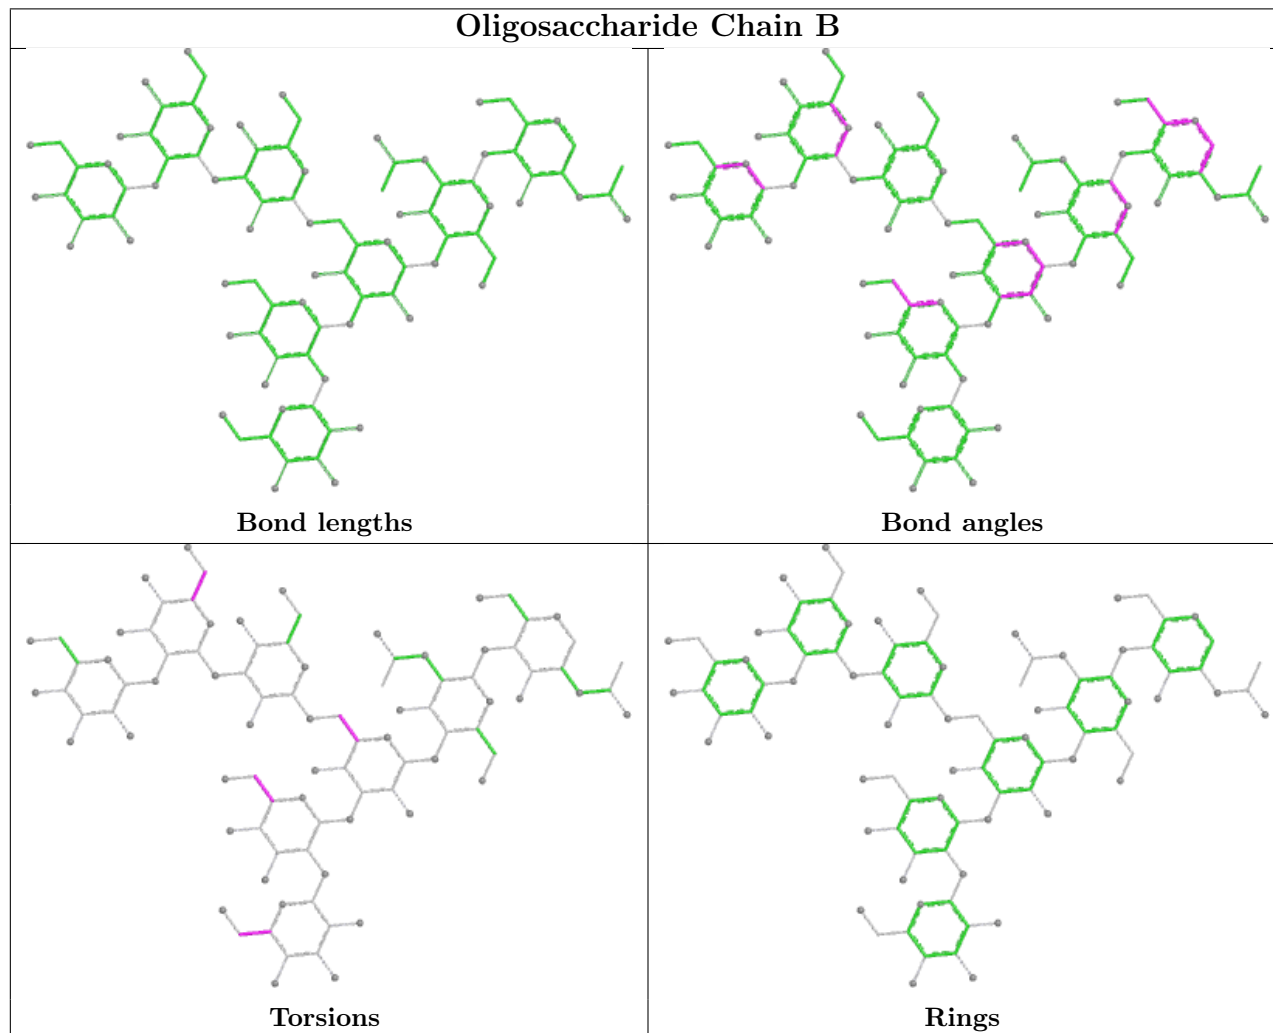 Oligosaccharide Chain B
Bond lengths
Bond angles
Torsions
Rings